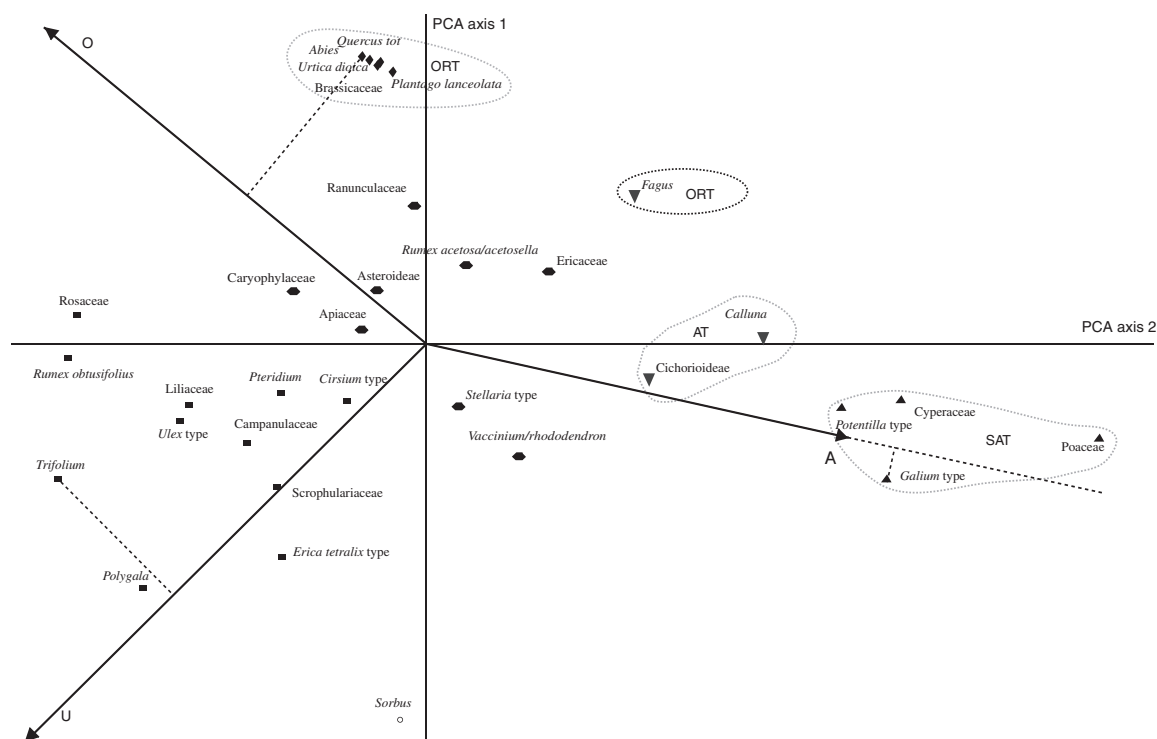 PCA axis 1
O
Quercus tot
Abies
Urtica dioica
ORT
Brassicaceae
Plantago lanceolata
Ranunculaceae
Fagus
ORT
Rumex acetosa/acetosella
Ericaceae
Caryophylaceae
Asteroideae
Rosaceae
Apiaceae
Calluna
AT
PCA axis 2
Rumex obtusifolius
Cichorioideae
Pteridium
Cirsium type
Liliaceae
Stellaria type
Ulex type
Campanulaceae
Vaccinium/rhododendron
Potentilla type
Cyperaceae
SAT
Poaceae
A
Galium type
Trifolium
Scrophulariaceae
Erica tetralix type
Polygala
Sorbus
U